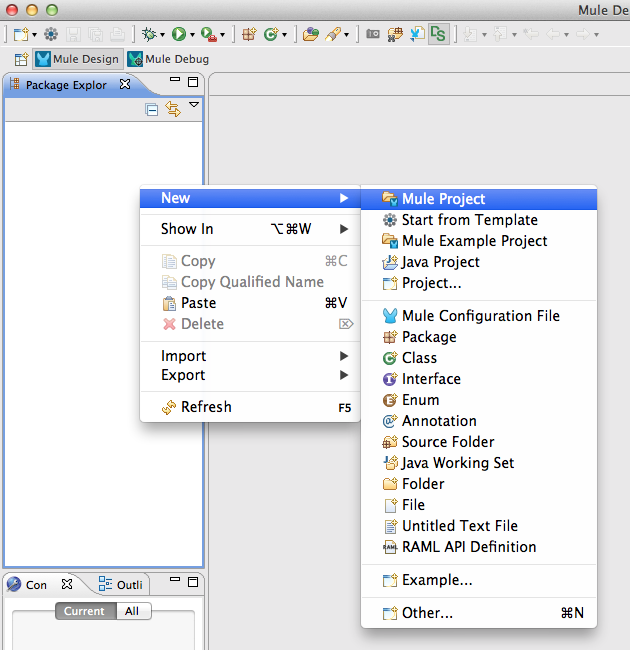 Mule De
Mule Design Mule Debug
Package Explor
New
Show In ⌥⌘W
Copy ⌘C
Copy Qualified Name
Paste ⌘V
Delete ⌦
Import
Export
Refresh F5
Mule Project
Start from Template
Mule Example Project
Java Project
Project...
Mule Configuration File
Package
Class
Interface
Enum
Annotation
Source Folder
Java Working Set
Folder
File
Untitled Text File
RAML API Definition
Example...
Other... ⌘N
Con Outli
Current All